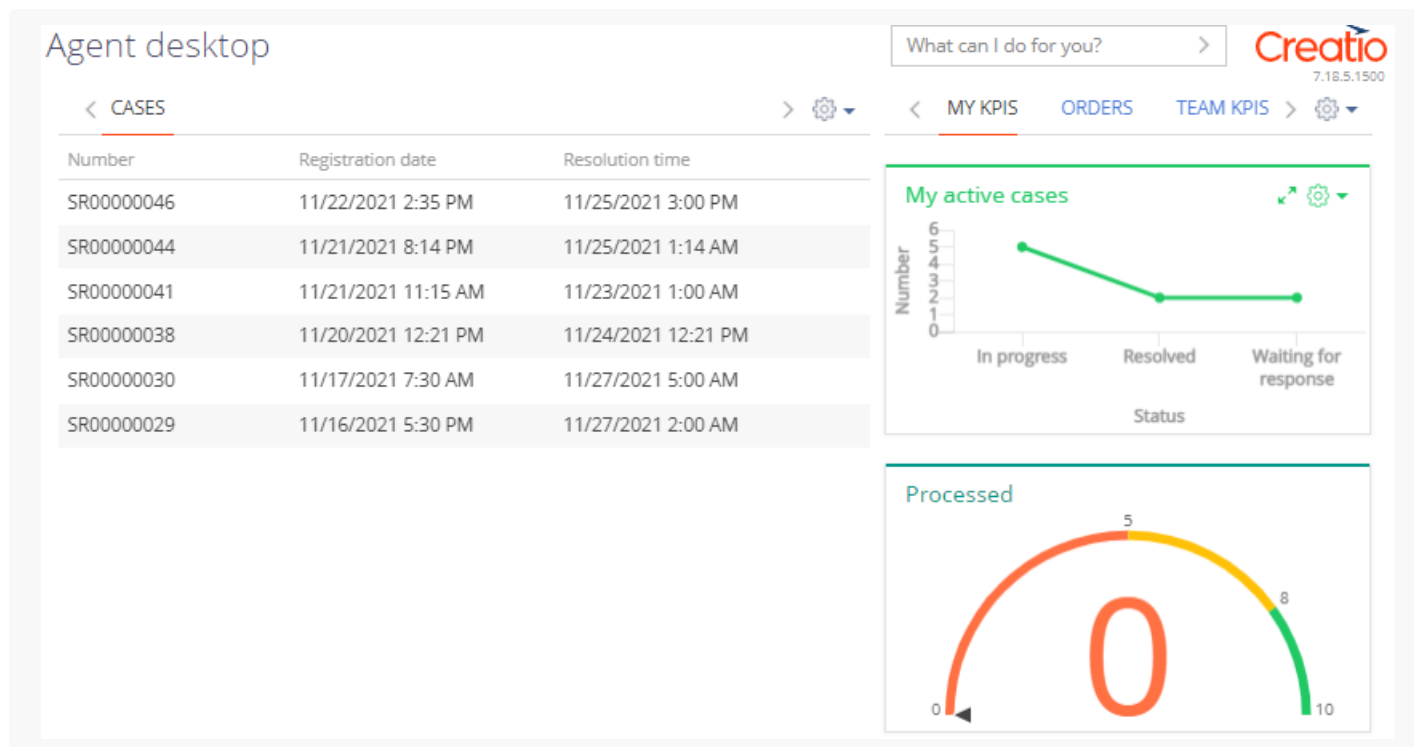 Agent desktop
What can I do for you?
Creatio
7.18.5.1500
CASES
MY KPIS ORDERS TEAM KPIS
Number Registration date Resolution time
SR00000046 11/22/2021 2:35 PM 11/25/2021 3:00 PM
SR00000044 11/21/2021 8:14 PM 11/25/2021 1:14 AM
SR00000041 11/21/2021 11:15 AM 11/23/2021 1:00 AM
SR00000038 11/20/2021 12:21 PM 11/24/2021 12:21 PM
SR00000030 11/17/2021 7:30 AM 11/27/2021 5:00 AM
SR00000029 11/16/2021 5:30 PM 11/27/2021 2:00 AM
My active cases
Number
6
5
4
3
2
1
0
In progress Resolved Waiting for
response
Status
Processed
5
8
0
0 10